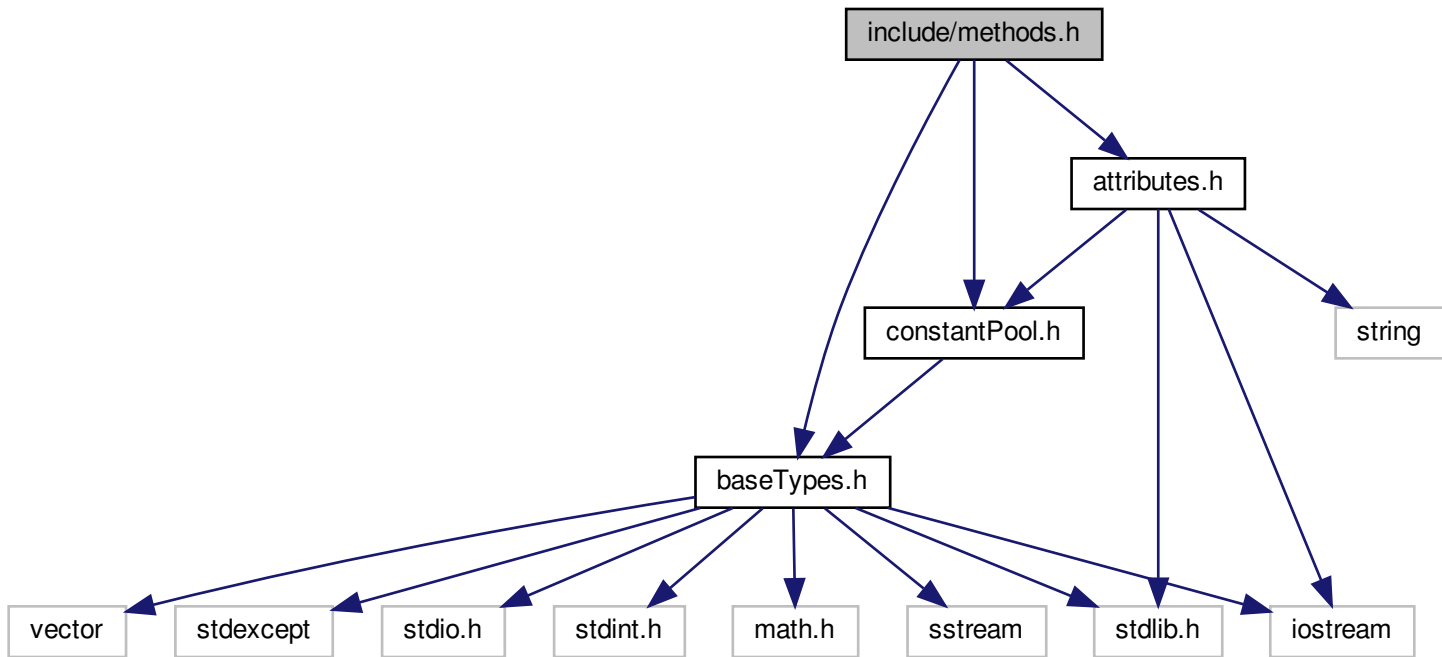 include/methods.h
attributes.h
constantPool.h
string
baseTypes.h
vector
stdexcept
stdio.h
stdint.h
math.h
sstream
stdlib.h
iostream